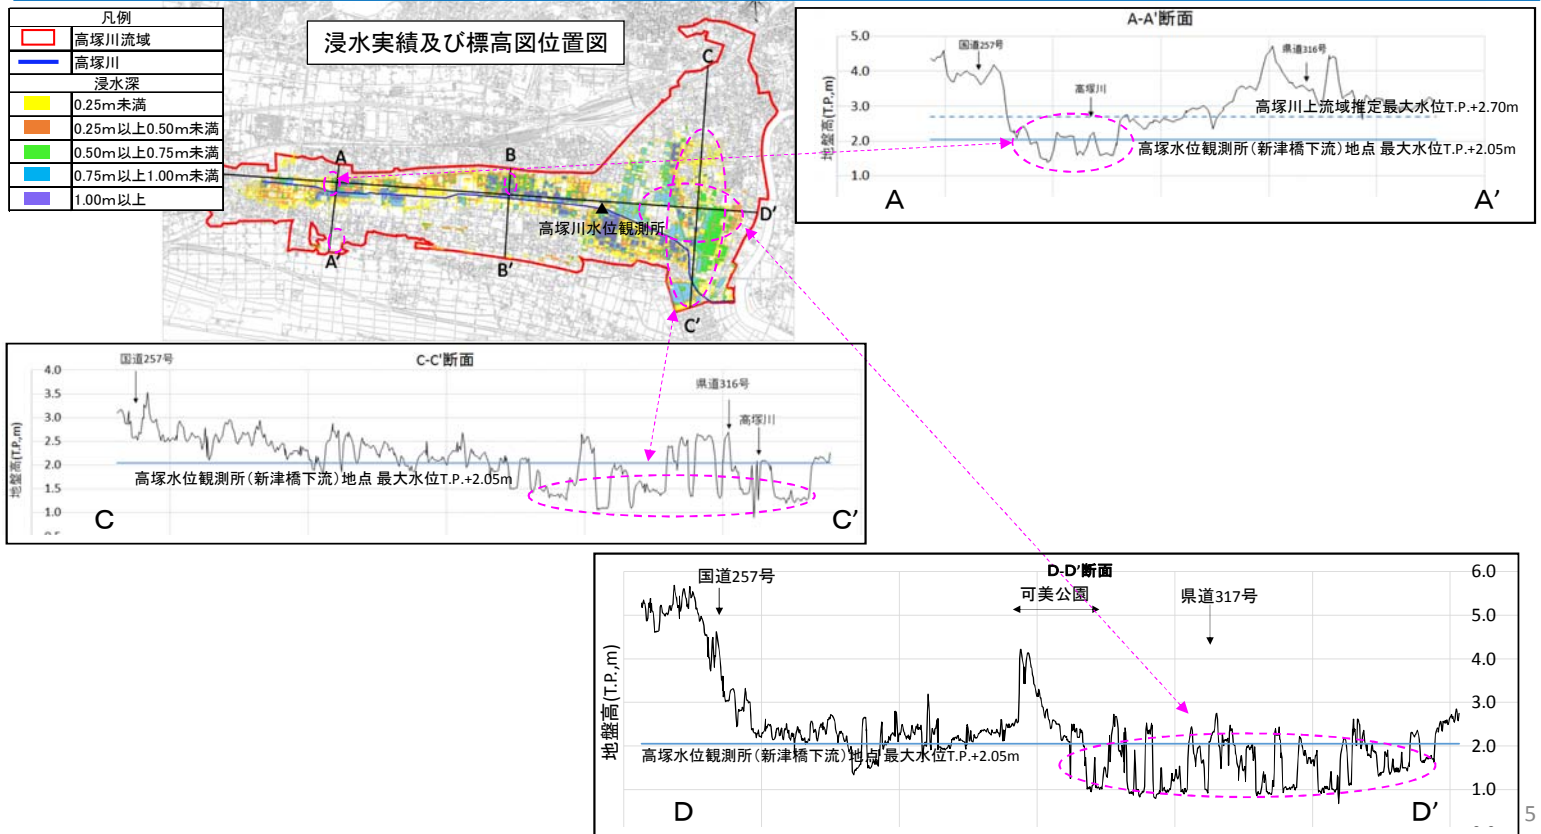 凡例
高塚川流域
高塚川
浸水深
0.25m未満
0.25m以上0.50m未満
0.50m以上0.75m未満
0.75m以上1.00m未満
1.00m以上
浸水実績及び標高図位置図
A
B
C
D'
A'
B'
C'
高塚川水位観測所
A-A'断面
5.0
4.0
3.0
2.0
1.0
地盤高(T.P.,m)
国道257号
高塚川
県道316号
高塚川上流域推定最大水位T.P.+2.70m
高塚水位観測所(新津橋下流)地点 最大水位T.P.+2.05m
A
A'
C-C'断面
国道257号
県道316号
高塚川
4.0
3.5
3.0
2.5
2.0
1.5
1.0
地盤高(T.P.,m)
高塚水位観測所(新津橋下流)地点 最大水位T.P.+2.05m
C
C'
D-D'断面
国道257号
可美公園
県道317号
6.0
5.0
4.0
3.0
2.0
1.0
地盤高(T.P.,m)
高塚水位観測所(新津橋下流)地点 最大水位T.P.+2.05m
D
D'
5